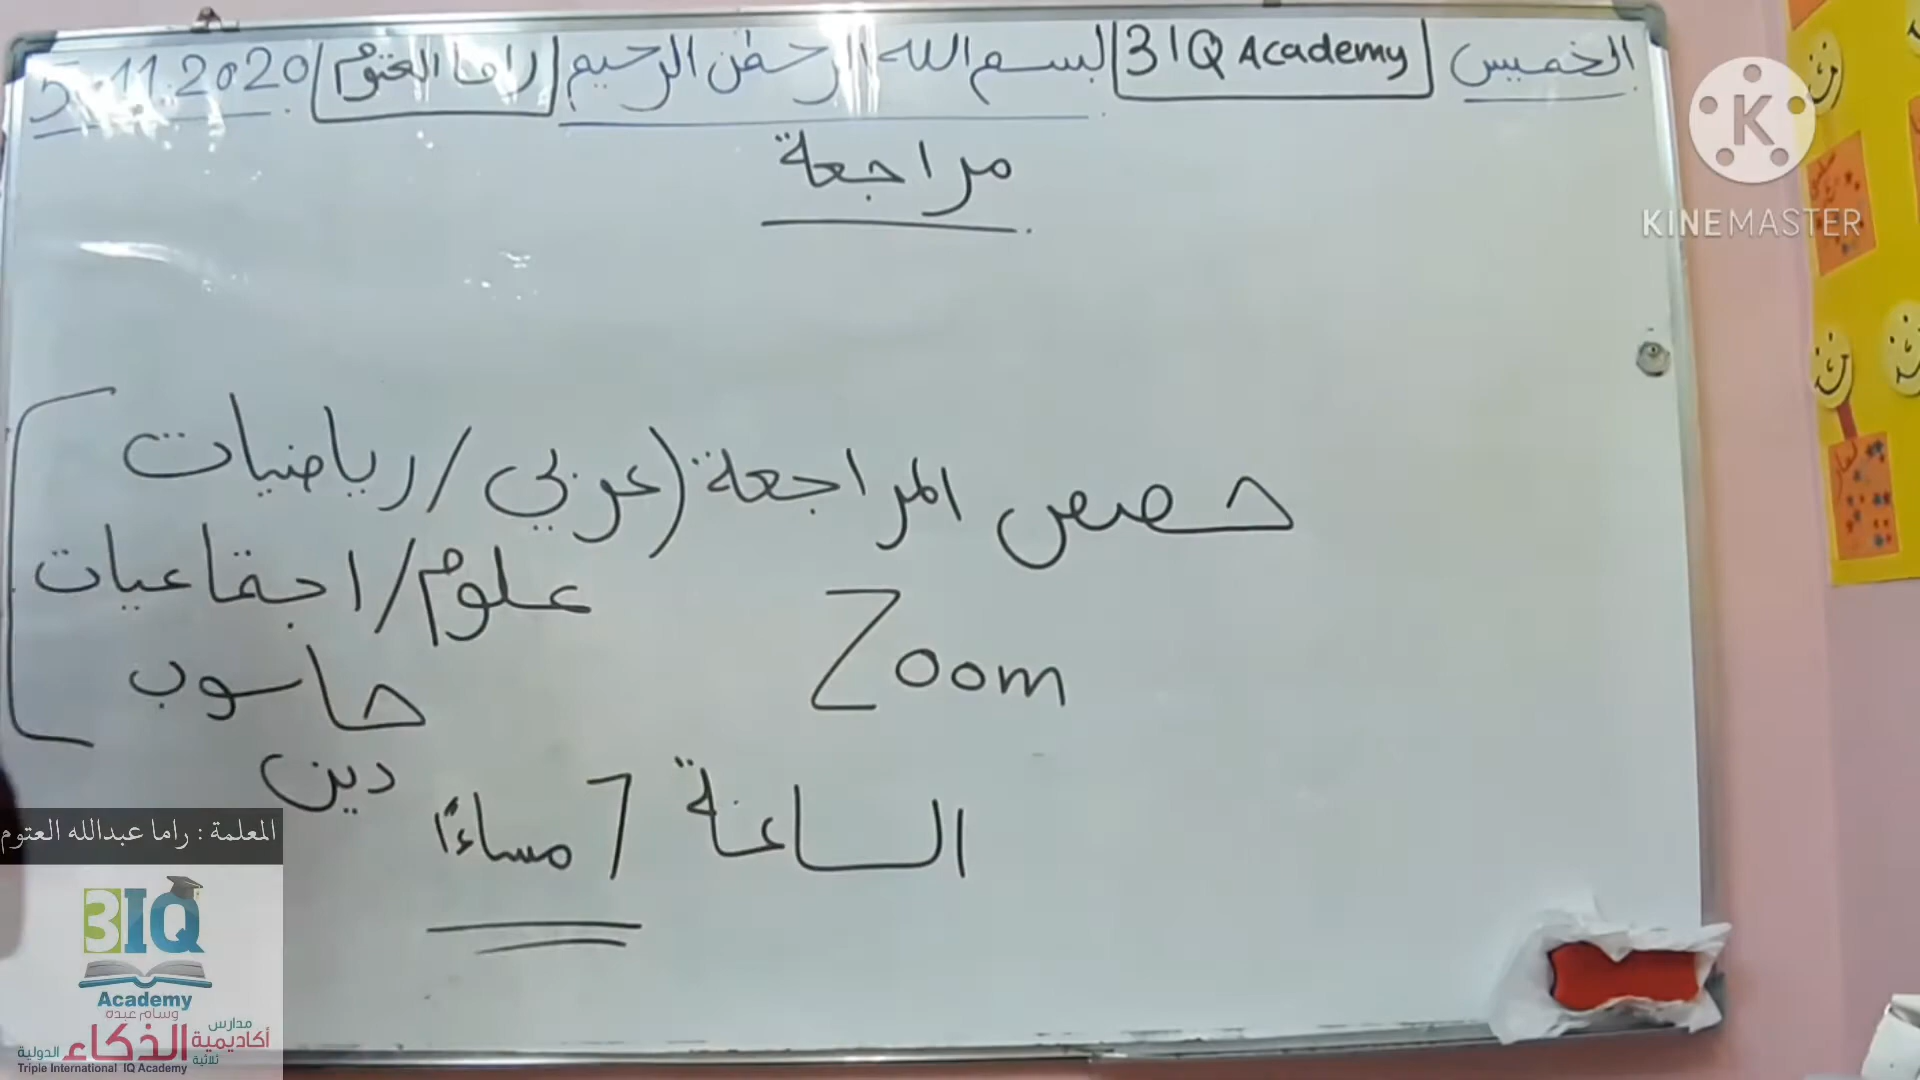 الخميس 3IQ Academy بسم الله الرحمن الرحيم راما العتوم 5.11.2020
مراجعة
حصص المراجعة (عربي/رياضيات
علوم/اجتماعيات
Zoom
حاسوب
دين
الساعة 7 مساءً
K
KINEMASTER
المعلمة : راما عبدالله العتوم
3IQ
Academy
وسام عبده
مدارس
أكاديمية الذكاء الدولية
ثلاثية
Triple International IQ Academy